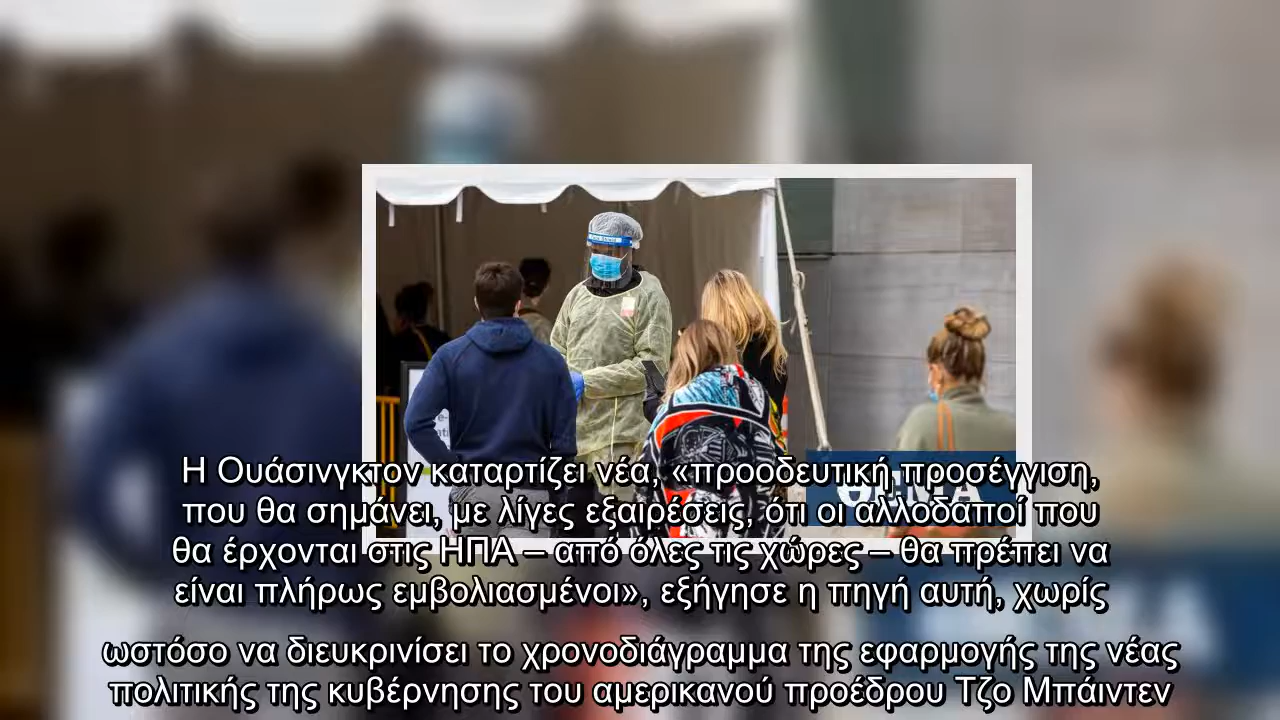 Η Ουάσινγκτον καταρτίζει νέα, «προοδευτική προσέγγιση,
που θα σημάνει, με λίγες εξαιρέσεις, ότι οι αλλοδαποί που
θα έρχονται στις ΗΠΑ – από όλες τις χώρες – θα πρέπει να
είναι πλήρως εμβολιασμένοι», εξήγησε η πηγή αυτή, χωρίς
ωστόσο να διευκρινίσει το χρονοδιάγραμμα της εφαρμογής της νέας
πολιτικής της κυβέρνησης του αμερικανού προέδρου Τζο Μπάιντεν